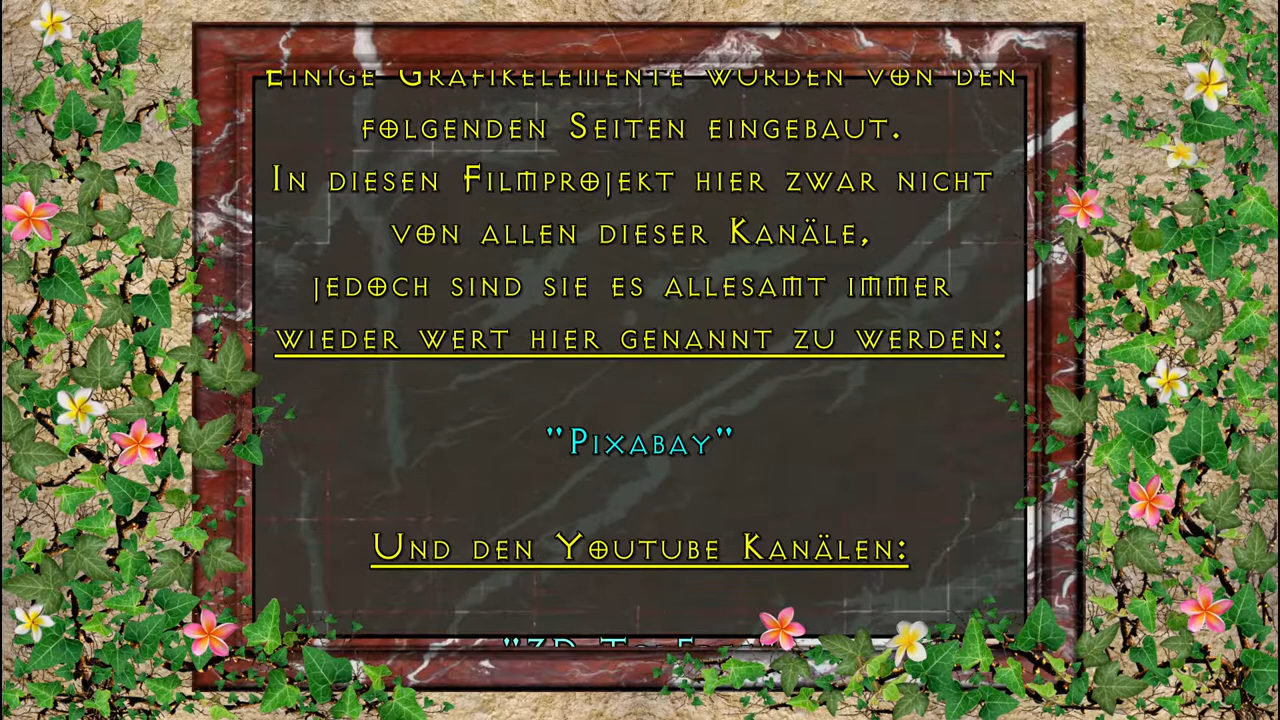 Einige Grafikelemente wurden von den
folgenden Seiten eingebaut.
In diesen Filmprojekt hier zwar nicht
von allen dieser Kanäle,
jedoch sind sie es allesamt immer
wieder wert hier genannt zu werden:
"Pixabay"
Und den Youtube Kanälen:
"3D